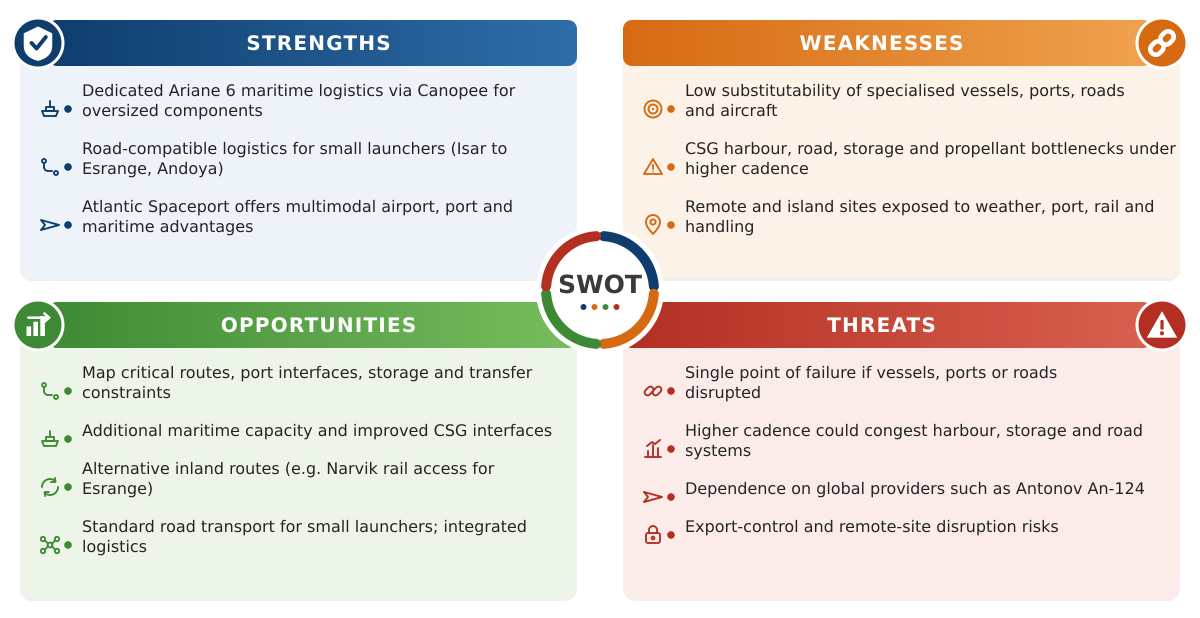 STRENGTHS
Dedicated Ariane 6 maritime logistics via Canopee for
oversized components
Road-compatible logistics for small launchers (Isar to
Esrange, Andoya)
Atlantic Spaceport offers multimodal airport, port and
maritime advantages
WEAKNESSES
Low substitutability of specialised vessels, ports, roads
and aircraft
CSG harbour, road, storage and propellant bottlenecks under
higher cadence
Remote and island sites exposed to weather, port, rail and
handling
SWOT
OPPORTUNITIES
Map critical routes, port interfaces, storage and transfer
constraints
Additional maritime capacity and improved CSG interfaces
Alternative inland routes (e.g. Narvik rail access for
Esrange)
Standard road transport for small launchers; integrated
logistics
THREATS
Single point of failure if vessels, ports or roads
disrupted
Higher cadence could congest harbour, storage and road
systems
Dependence on global providers such as Antonov An-124
Export-control and remote-site disruption risks